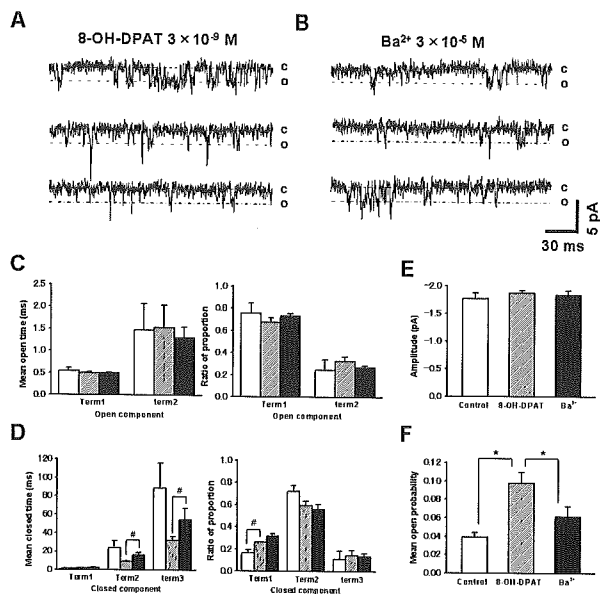 A
8-OH-DPAT 3 × 10⁻⁹ M
c
o
c
o
c
o
B
Ba²⁺ 3 × 10⁻⁵ M
c
o
c
o
c
o
5 pA
30 ms
C
Mean open time (ms)
2.5
2.0
1.5
1.0
0.5
0.0
Term1
term2
Open component
Ratio of proportion
1.0
0.8
0.6
0.4
0.2
0.0
Term1
term2
Open component
E
Amplitude (pA)
-2.0
-1.5
-1.0
-0.5
0.0
Control
8-OH-DPAT
Ba²⁺
D
Mean closed time (ms)
120
100
80
60
40
20
0
#
#
Term1
Term2
term3
Closed component
Ratio of proportion
1.0
0.8
0.6
0.4
0.2
0.0
#
Term1
Term2
term3
Closed component
F
Mean open probability
0.12
0.10
0.08
0.06
0.04
0.02
0.00
*
*
Control
8-OH-DPAT
Ba²⁺